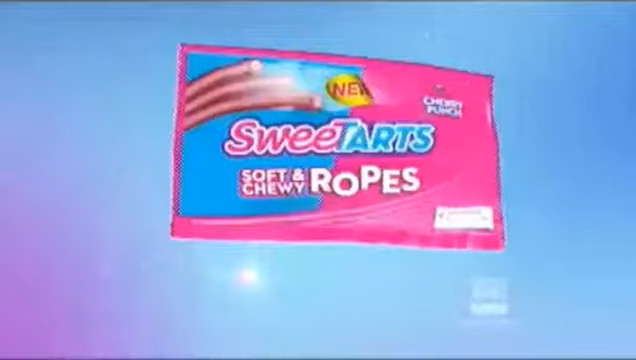 NEW
CHERRY
PUNCH
SWEETARTS
SOFT &
CHEWY ROPES